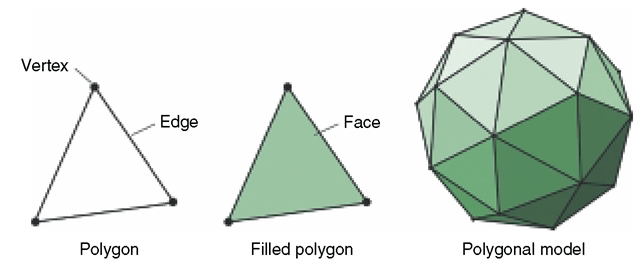 Vertex
Edge
Face
Polygon
Filled polygon
Polygonal model